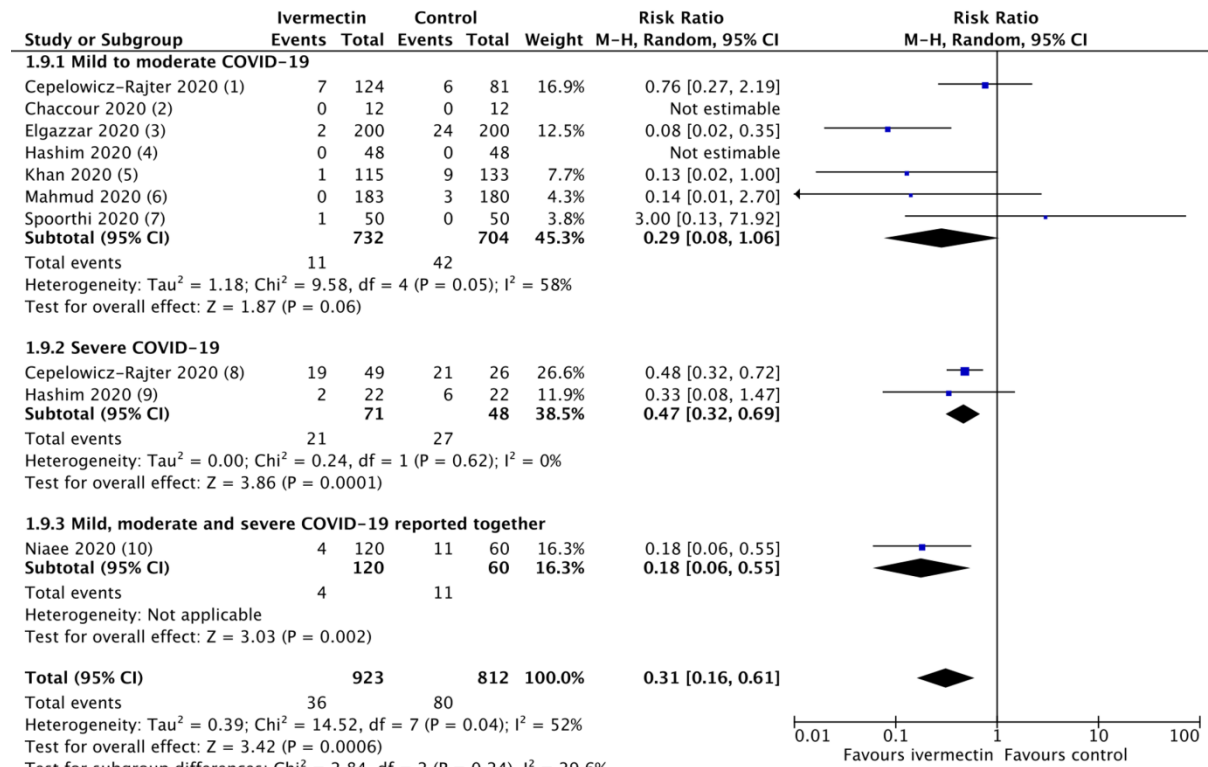 Ivermectin Control Risk Ratio Risk Ratio
Study or Subgroup Events Total Events Total Weight M-H, Random, 95% CI M-H, Random, 95% CI
1.9.1 Mild to moderate COVID-19
Cepelowicz-Rajter 2020 (1) 7 124 6 81 16.9% 0.76 [0.27, 2.19]
Chaccour 2020 (2) 0 12 0 12 Not estimable
Elgazzar 2020 (3) 2 200 24 200 12.5% 0.08 [0.02, 0.35]
Hashim 2020 (4) 0 48 0 48 Not estimable
Khan 2020 (5) 1 115 9 133 7.7% 0.13 [0.02, 1.00]
Mahmud 2020 (6) 0 183 3 180 4.3% 0.14 [0.01, 2.70]
Spoorthi 2020 (7) 1 50 0 50 3.8% 3.00 [0.13, 71.92]
Subtotal (95% CI) 732 704 45.3% 0.29 [0.08, 1.06]
Total events 11 42
Heterogeneity: Tau² = 1.18; Chi² = 9.58, df = 4 (P = 0.05); I² = 58%
Test for overall effect: Z = 1.87 (P = 0.06)
1.9.2 Severe COVID-19
Cepelowicz-Rajter 2020 (8) 19 49 21 26 26.6% 0.48 [0.32, 0.72]
Hashim 2020 (9) 2 22 6 22 11.9% 0.33 [0.08, 1.47]
Subtotal (95% CI) 71 48 38.5% 0.47 [0.32, 0.69]
Total events 21 27
Heterogeneity: Tau² = 0.00; Chi² = 0.24, df = 1 (P = 0.62); I² = 0%
Test for overall effect: Z = 3.86 (P = 0.0001)
1.9.3 Mild, moderate and severe COVID-19 reported together
Niaee 2020 (10) 4 120 11 60 16.3% 0.18 [0.06, 0.55]
Subtotal (95% CI) 120 60 16.3% 0.18 [0.06, 0.55]
Total events 4 11
Heterogeneity: Not applicable
Test for overall effect: Z = 3.03 (P = 0.002)
Total (95% CI) 923 812 100.0% 0.31 [0.16, 0.61]
Total events 36 80
Heterogeneity: Tau² = 0.39; Chi² = 14.52, df = 7 (P = 0.04); I² = 52%
Test for overall effect: Z = 3.42 (P = 0.0006)
0.01 0.1 1 10 100
Favours ivermectin Favours control
Test for subgroup differences: Chi² = 2.84, df = 2 (P = 0.24), I² = 29.6%